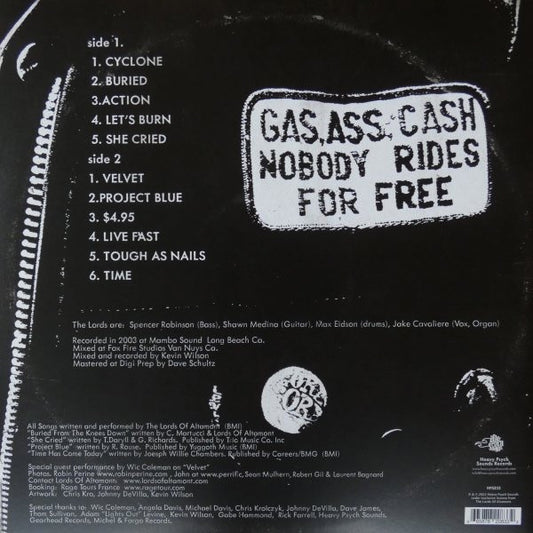 side 1.
1. CYCLONE
2. BURIED
3.ACTION
4. LET'S BURN
5. SHE CRIED
side 2
1. VELVET
2.PROJECT BLUE
3. $4.95
4. LIVE FAST
5. TOUGH AS NAILS
6. TIME
GAS, ASS, CASH
NOBODY RIDES
FOR FREE
The Lords are: Spencer Robinson (Bass), Shawn Medina (Guitar), Max Eidson (drums), Jake Cavaliere (Vox, Organ)
Recorded in 2003 at Mambo Sound Long Beach Ca.
Mixed at Fox Fire Studios Van Nuys Ca.
Mixed and recorded by Kevin Wilson
Mastered at Digi Prep by Dave Schultz
All Songs written and performed by The Lords Of Altamont (BMI)
"Buried From The Knees Down" written by C. Martucci & Lords Of Altamont
"She Cried" written by T.Daryll & G. Richards. Published by Trio Music Co. Inc
"Project Blue" written by R. Rouse. Published by Yuggoth Music (BMI)
"Time Has Come Today" written by Joesph Willie Chambers. Published by Careers/BMG (BMI)
Special guest performance by Wic Coleman on "Velvet"
Photos: Robin Perine www.robinperine.com , John at www.perrific, Sean Mulhern, Robert Gil & Laurent Bagnard
Contact Lords Of Altamont: www.lordsofaltamont.com
Booking: Rage Tours France www.ragetour.com
Artwork: Chris Kro, Johnny DeVilla, Kevin Wilson
Special thanks to: Wic Coleman, Angela Davis, Michael Davis, Chris Kralczyk, Johnny DeVilla, Dave James,
Thom Sullivan, Adam "Lights Out" Levine, Kevin Wilson, Gabe Hammond, Rick Farrell, Heavy Psych Sounds,
Gearhead Records, Michel & Fargo Records.
Heavy Psych
Sounds Records